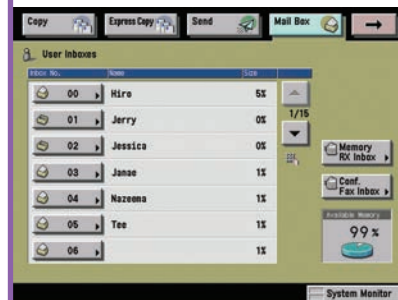 Copy Express Copy Send Mail Box
User Inboxes
Inbox No. Name Size
00 Hiro 5%
01 Jerry 0%
02 Jessica 0%
03 Janae 1%
04 Nazeema 1%
05 Tee 1%
06 1%
1/15
Memory
RX Inbox
Conf.
Fax Inbox
Available Memory
99%
System Monitor